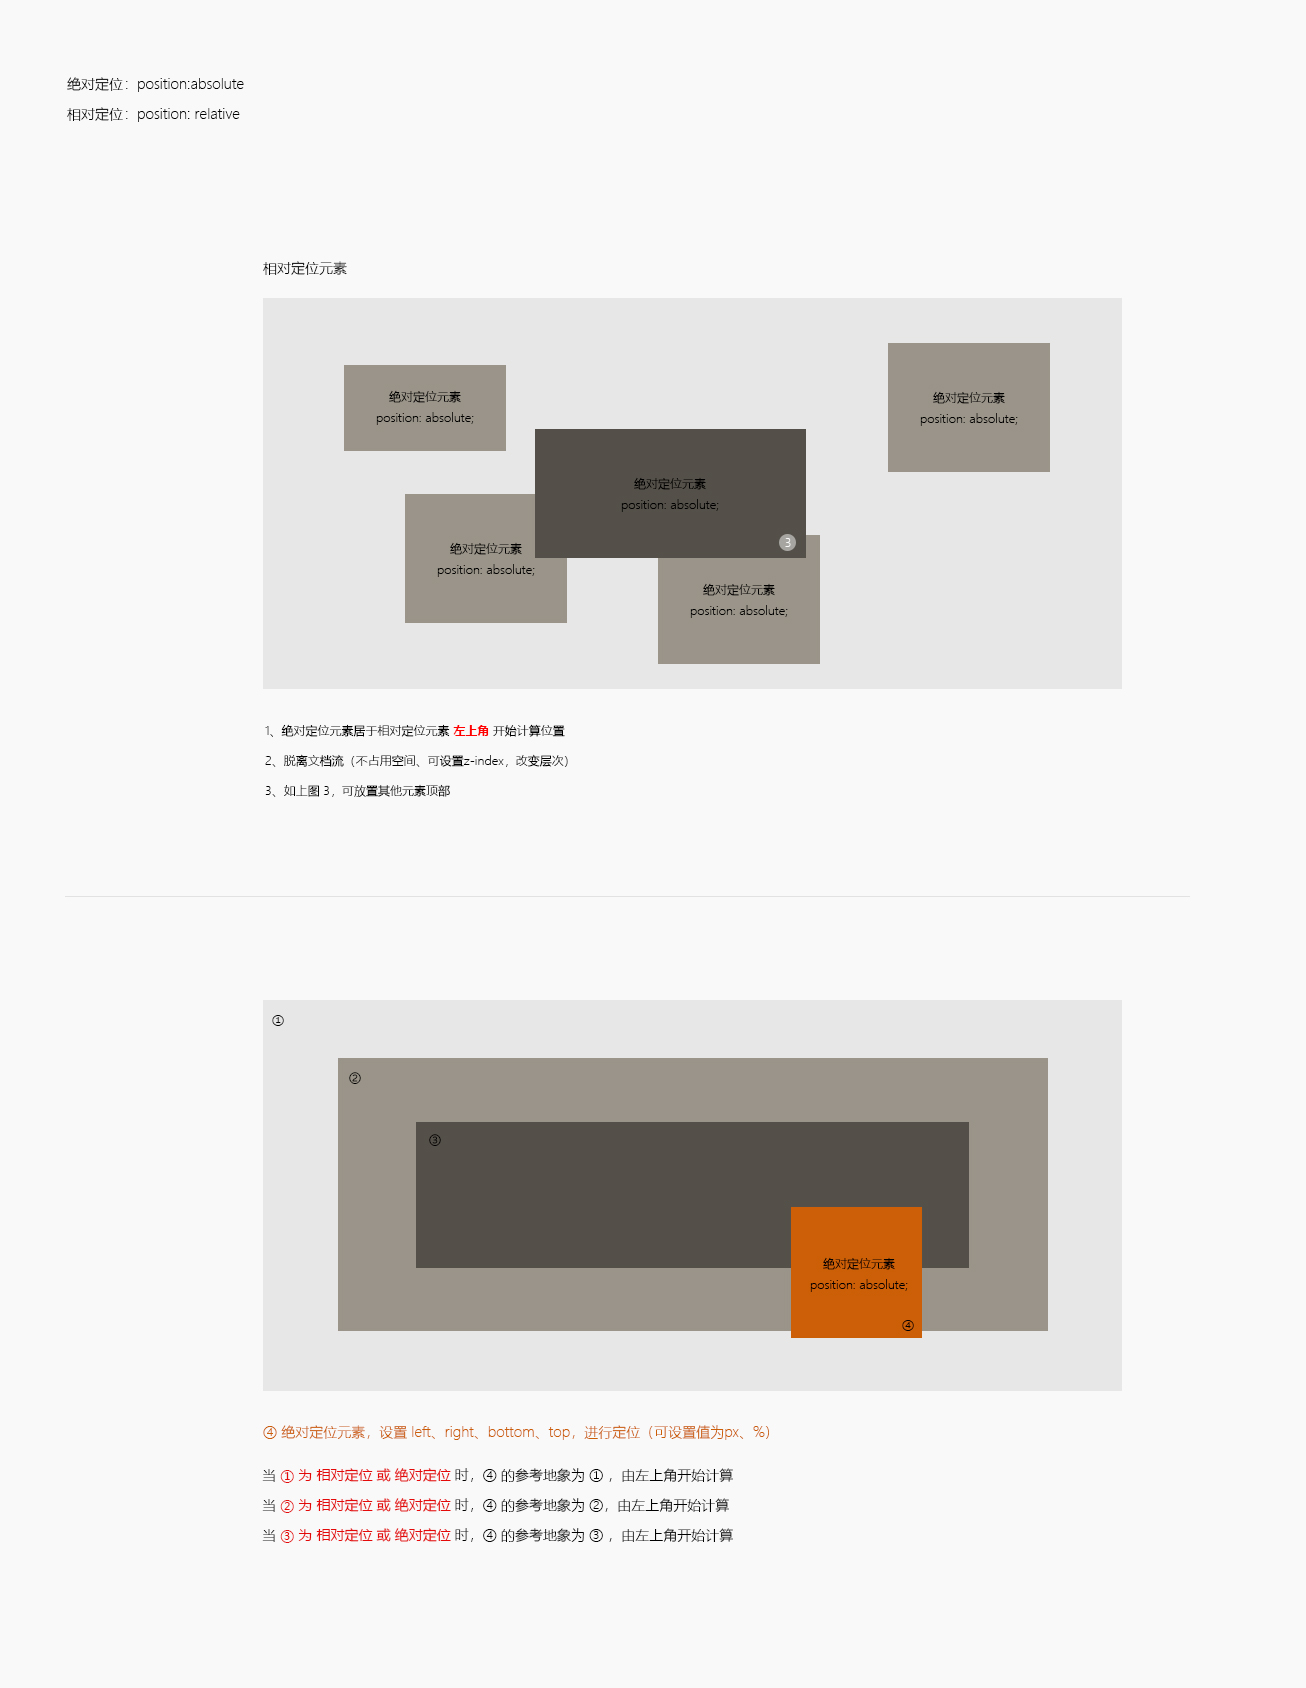 绝对定位：position:absolute
相对定位：position: relative
相对定位元素
绝对定位元素
position: absolute;
绝对定位元素
position: absolute;
绝对定位元素
position: absolute;
3
绝对定位元素
position: absolute;
绝对定位元素
position: absolute;
1、绝对定位元素居于相对定位元素 左上角 开始计算位置
2、脱离文档流（不占用空间、可设置z-index，改变层次）
3、如上图 3，可放置其他元素顶部
①
②
③
绝对定位元素
position: absolute;
④
④ 绝对定位元素，设置 left、right、bottom、top，进行定位（可设置值为px、%）
当 ① 为 相对定位 或 绝对定位 时，④ 的参考地象为 ① ，由左上角开始计算
当 ② 为 相对定位 或 绝对定位 时，④ 的参考地象为 ②，由左上角开始计算
当 ③ 为 相对定位 或 绝对定位 时，④ 的参考地象为 ③ ，由左上角开始计算